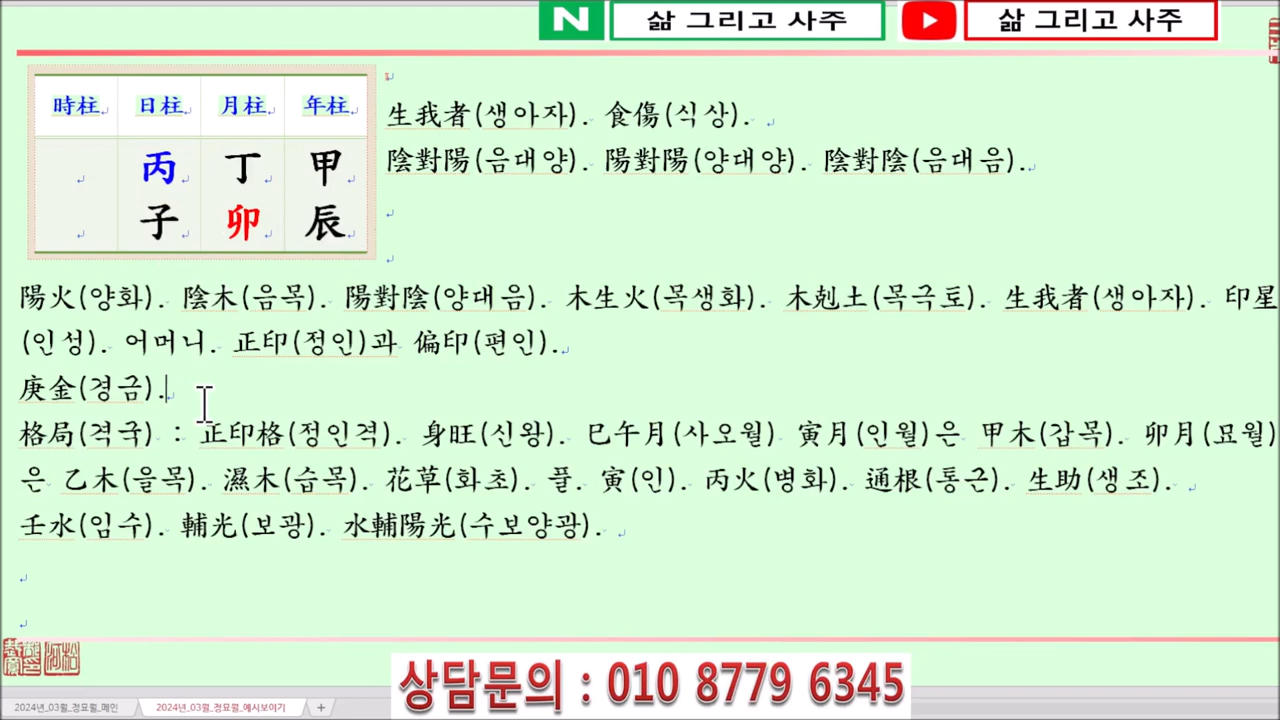 N 삶 그리고 사주 삶 그리고 사주
時柱 日柱 月柱 年柱
丙 丁 甲
子 卯 辰
生我者(생아자). 食傷(식상).
陰對陽(음대양). 陽對陽(양대양). 陰對陰(음대음).
陽火(양화). 陰木(음목). 陽對陰(양대음). 木生火(목생화). 木剋土(목극토). 生我者(생아자). 印星
(인성). 어머니. 正印(정인)과 偏印(편인).
庚金(경금).
格局(격국) : 正印格(정인격). 身旺(신왕). 巳午月(사오월) 寅月(인월)은 甲木(갑목). 卯月(묘월)
은 乙木(을목). 濕木(습목). 花草(화초). 풀. 寅(인). 丙火(병화). 通根(통근). 生助(생조).
壬水(임수). 輔光(보광). 水輔陽光(수보양광).
상담문의 : 010 8779 6345
2024년_03월_정묘월_메인 2024년_03월_정묘월_예시보이기 +